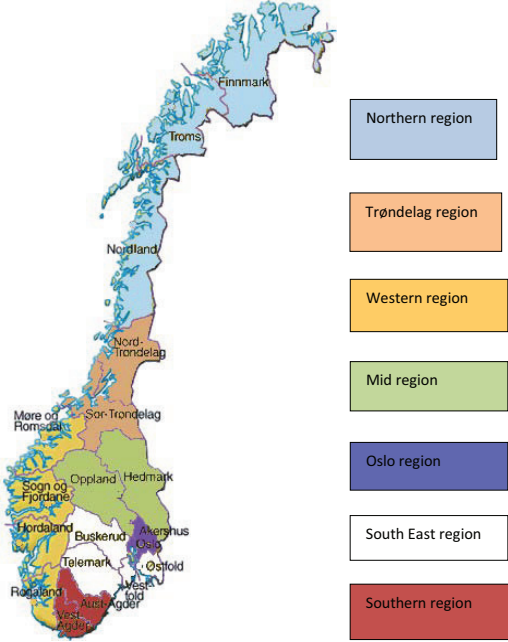 Finnmark
Troms
Nordland
Nord-
Trøndelag
Sør-Trøndelag
Møre og
Romsdal
Oppland
Hedmark
Sogn og
Fjordane
Hordaland
Buskerud
Akershus
Oslo
Telemark
Østfold
Vest-
fold
Rogaland
Aust-Agder
Vest-
Agder
Northern region
Trøndelag region
Western region
Mid region
Oslo region
South East region
Southern region